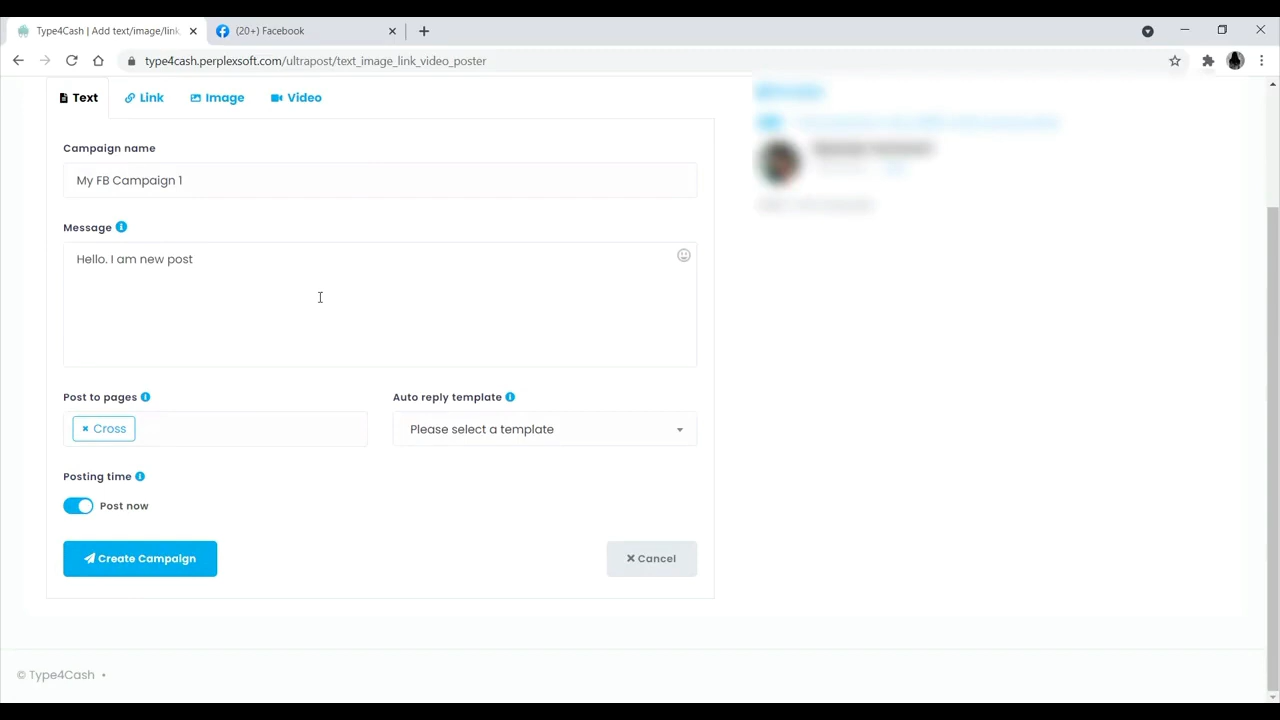 Type4Cash | Add text/image/link
(20+) Facebook
type4cash.perplexsoft.com/ultrapost/text_image_link_video_poster
Text Link Image Video
Campaign name
My FB Campaign 1
Message
Hello. I am new post
Post to pages
Auto reply template
× Cross
Please select a template
Posting time
Post now
Create Campaign
Cancel
© Type4Cash •